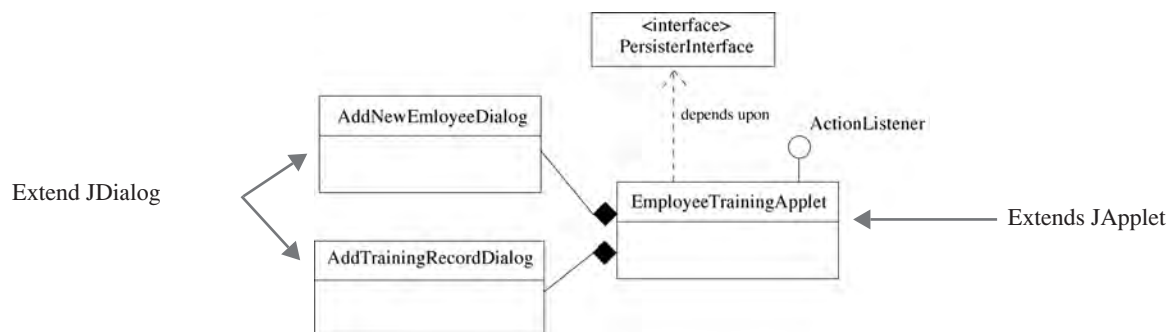 <interface>
PersisterInterface
AddNewEmloyeeDialog
depends upon
ActionListener
Extend JDialog
EmployeeTrainingApplet
Extends JApplet
AddTrainingRecordDialog